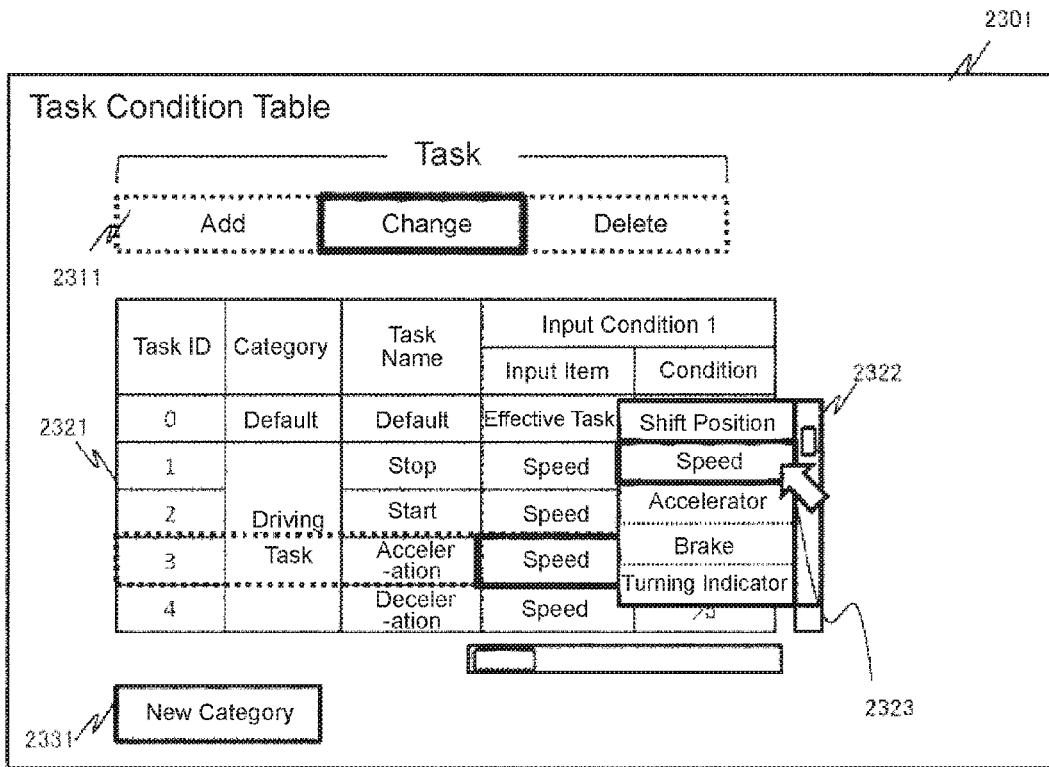 2301
Task Condition Table
Task
Add Change Delete
2311
Task ID Category Task Name Input Condition 1
Input Item Condition
2322
0 Default Default Effective Task Shift Position
2321
1 Stop Speed Speed
2 Driving Task Start Speed Accelerator
3 Acceler-ation Speed Brake
Turning Indicator
4 Deceler-ation Speed
2323
New Category
2331